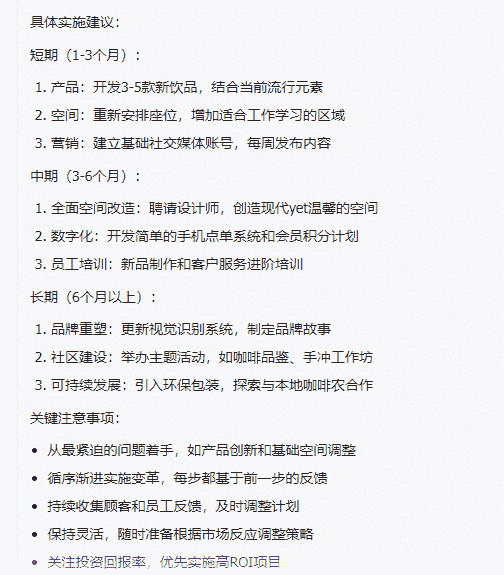 具体实施建议：
短期（1-3个月）：
1. 产品：开发3-5款新饮品，结合当前流行元素
2. 空间：重新安排座位，增加适合工作学习的区域
3. 营销：建立基础社交媒体账号，每周发布内容
中期（3-6个月）：
1. 全面空间改造：聘请设计师，创造现代yet温馨的空间
2. 数字化：开发简单的手机点单系统和会员积分计划
3. 员工培训：新品制作和客户服务进阶培训
长期（6个月以上）：
1. 品牌重塑：更新视觉识别系统，制定品牌故事
2. 社区建设：举办主题活动，如咖啡品鉴、手冲工作坊
3. 可持续发展：引入环保包装，探索与本地咖啡农合作
关键注意事项：
• 从最紧迫的问题着手，如产品创新和基础空间调整
• 循序渐进实施变革，每步都基于前一步的反馈
• 持续收集顾客和员工反馈，及时调整计划
• 保持灵活，随时准备根据市场反应调整策略
• 关注投资回报率，优先实施高ROI项目